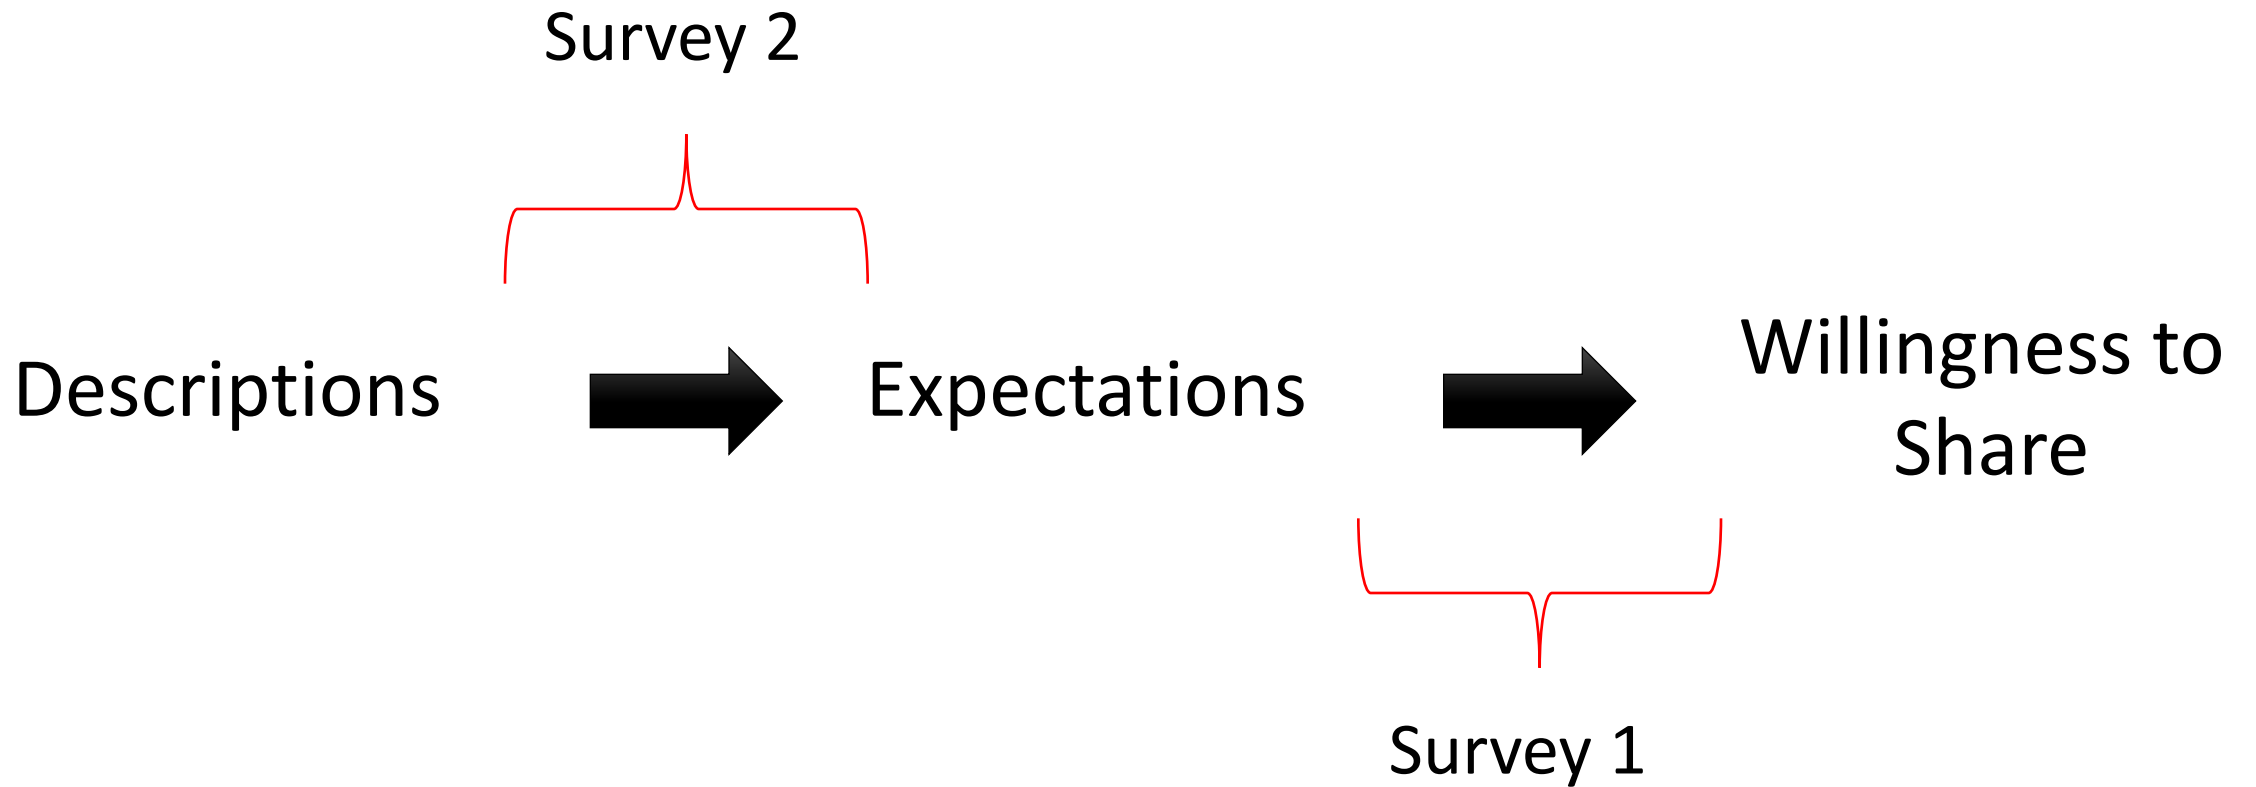 Survey 2
Descriptions
Expectations
Willingness to
Share
Survey 1